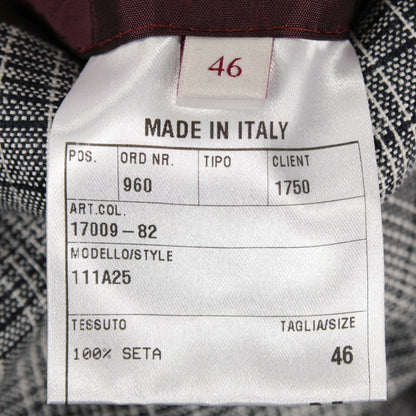 46
MADE IN ITALY
POS. ORD NR. TIPO CLIENT
960 1750
ART.COL.
17009-82
MODELLO/STYLE
111A25
TESSUTO TAGLIA/SIZE
100% SETA 46